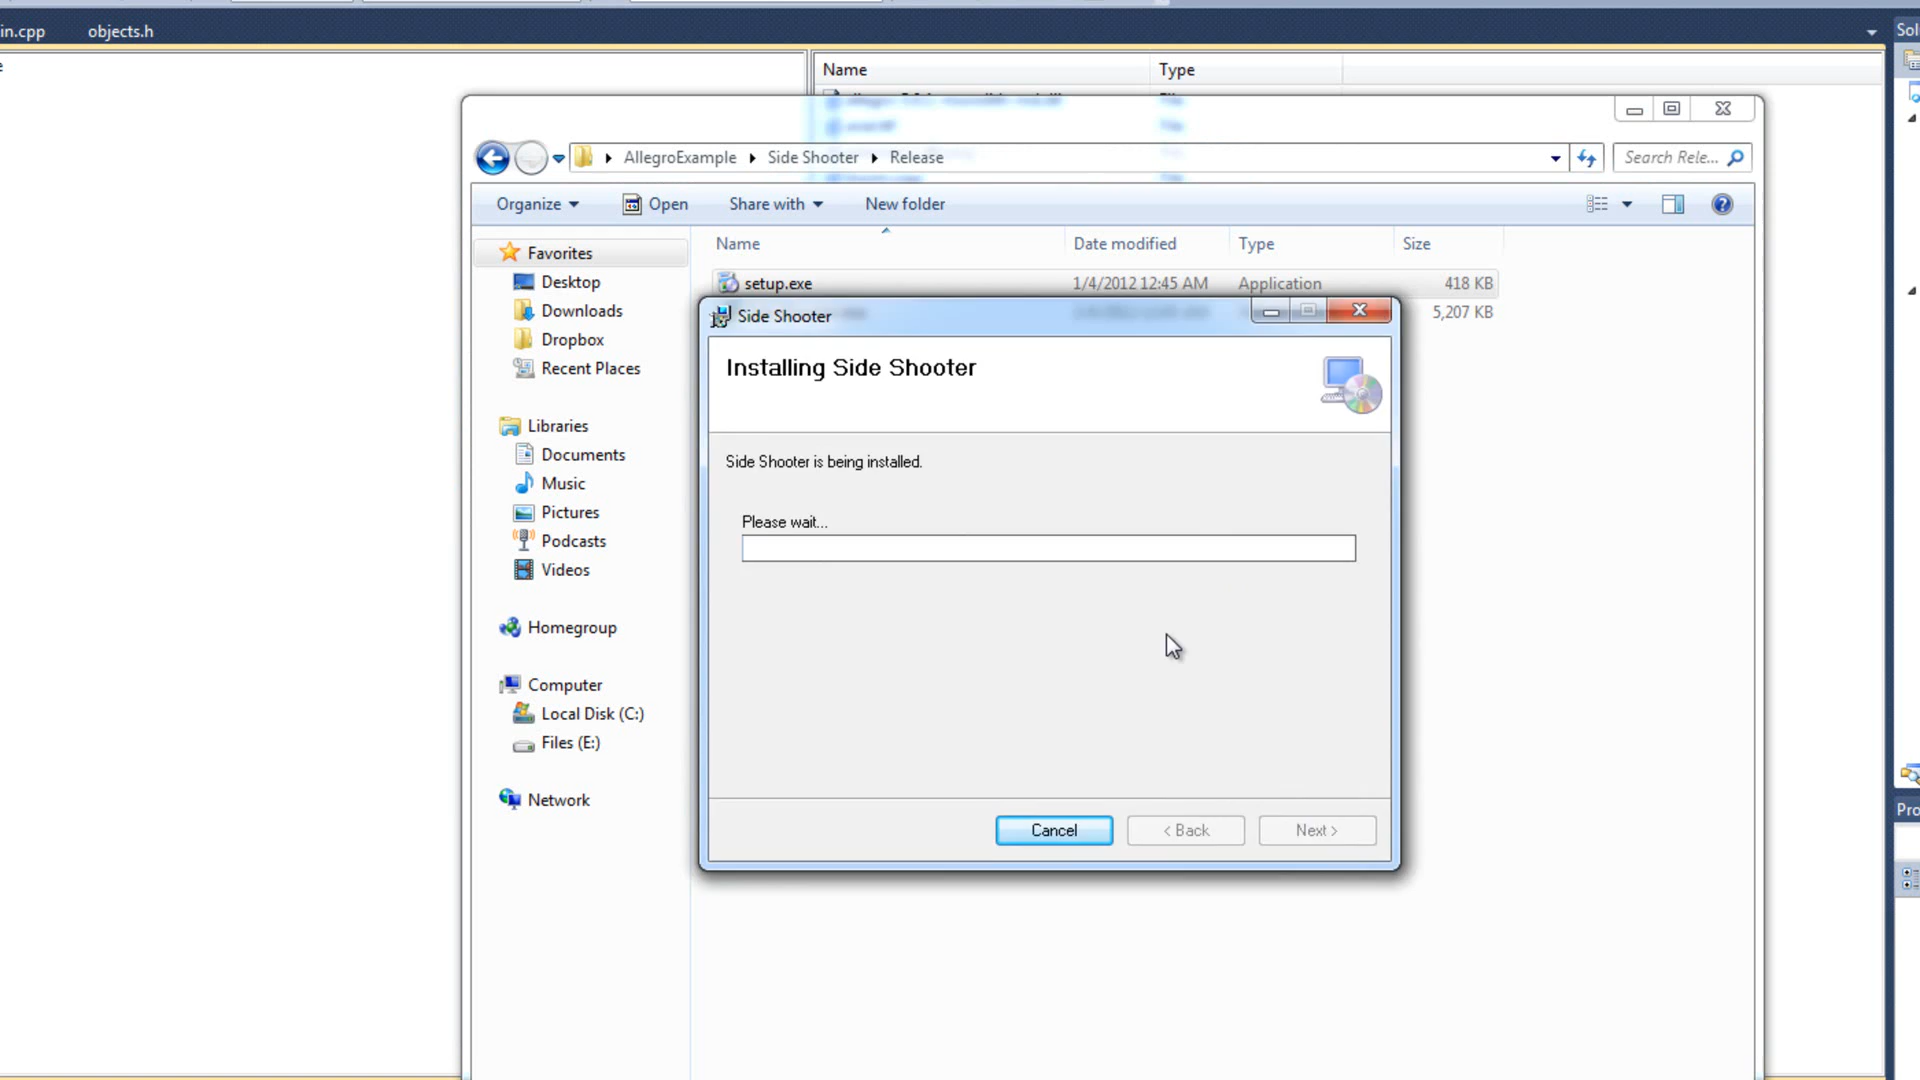 in.cpp objects.h Sol
e
Name Type
AllegroExample Side Shooter Release Search Rele...
Organize Open Share with New folder
Name Date modified Type Size
setup.exe 1/4/2012 12:45 AM Application 418 KB
5,207 KB
Favorites
Desktop
Downloads
Dropbox
Recent Places
Libraries
Documents
Music
Pictures
Podcasts
Videos
Homegroup
Computer
Local Disk (C:)
Files (E:)
Network
Side Shooter
Installing Side Shooter
Side Shooter is being installed.
Please wait...
Cancel < Back Next >
Pro